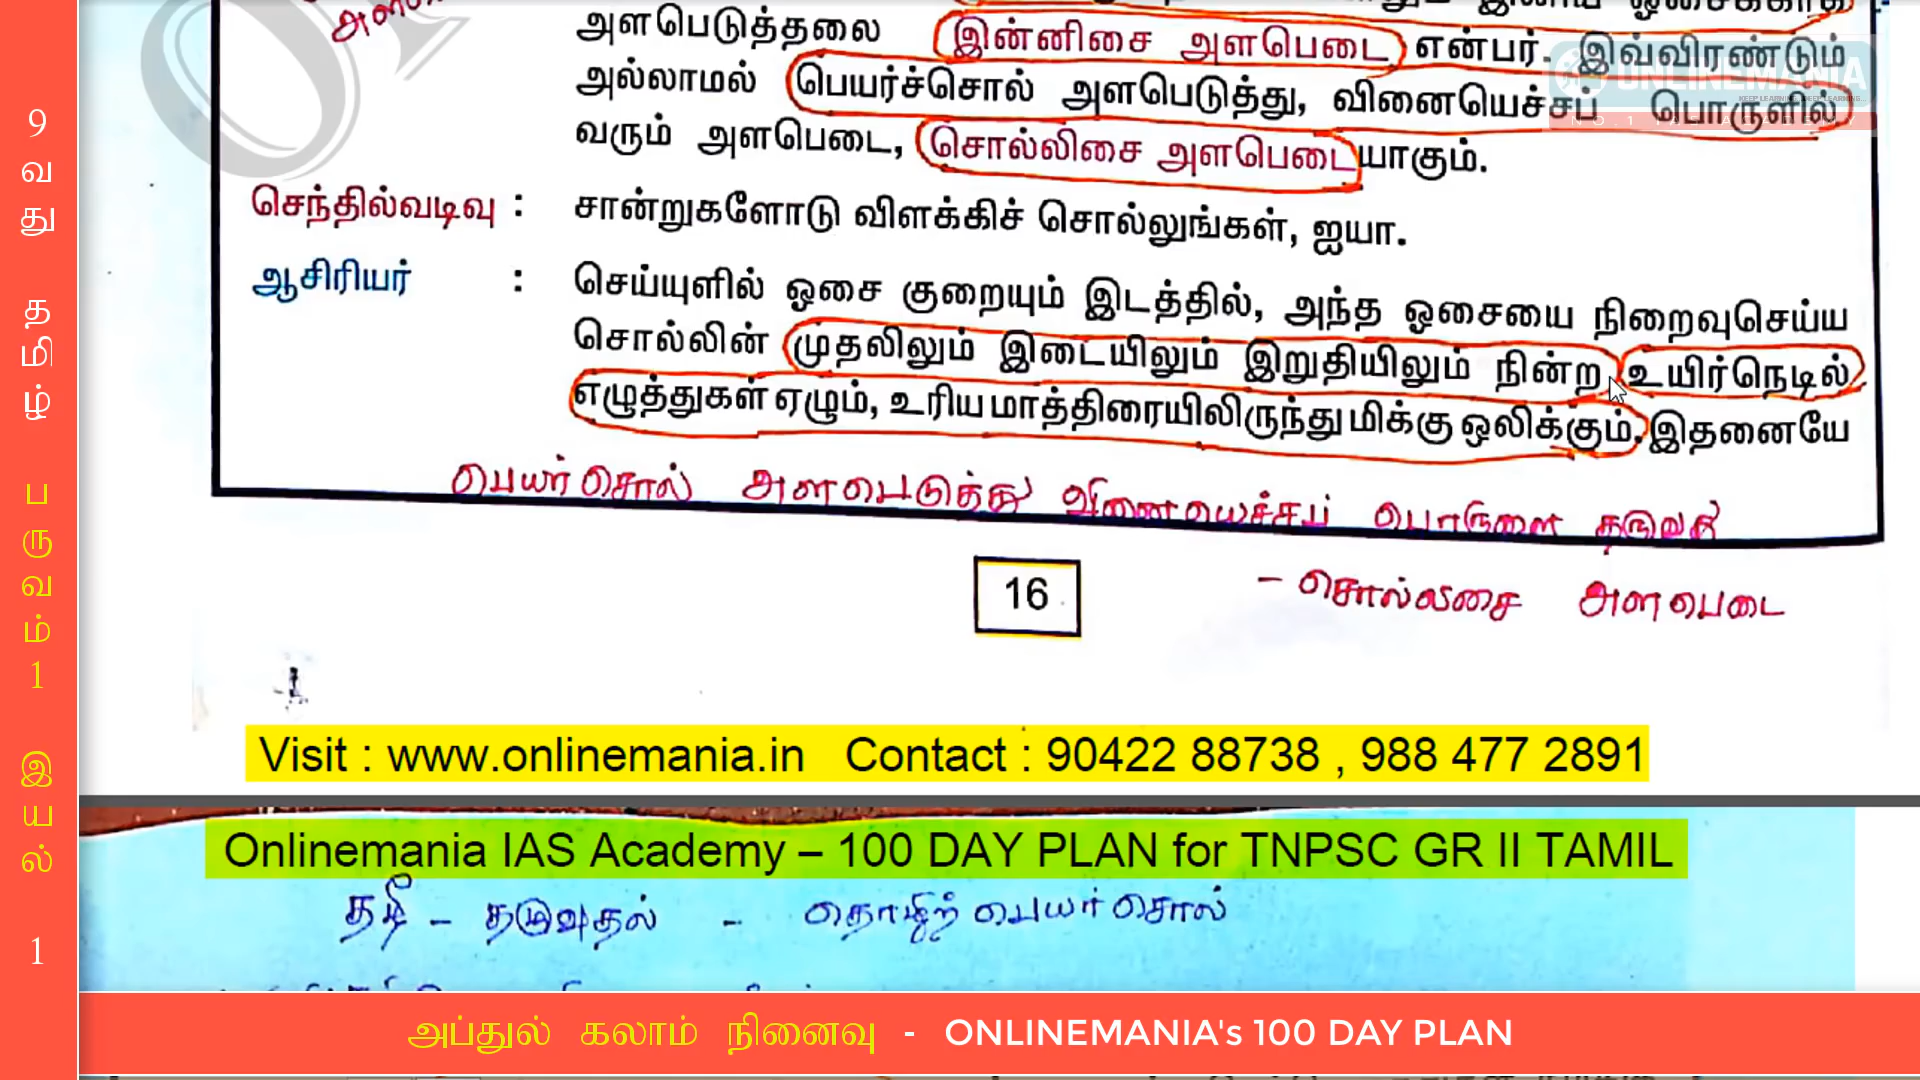 அளபெடுத்தலை இன்னிசை அளபெடை என்பர். இவ்விரண்டும்
அல்லாமல் பெயர்ச்சொல் அளபெடுத்து, வினையெச்சப் பொருளில்
வரும் அளபெடை, சொல்லிசை அளபெடையாகும்.
செந்தில்வடிவு : சான்றுகளோடு விளக்கிச் சொல்லுங்கள், ஐயா.
ஆசிரியர் : செய்யுளில் ஓசை குறையும் இடத்தில், அந்த ஓசையை நிறைவுசெய்ய
சொல்லின் முதலிலும் இடையிலும் இறுதியிலும் நின்ற உயிர்நெடில்
எழுத்துகள் ஏழும், உரிய மாத்திரையிலிருந்து மிக்கு ஒலிக்கும். இதனையே
பெயர்சொல் அளபெடுத்து வினையெச்சப் பொருளை தருவது
16
- சொல்லிசை அளபெடை
Visit : www.onlinemania.in Contact : 90422 88738 , 988 477 2891
Onlinemania IAS Academy – 100 DAY PLAN for TNPSC GR II TAMIL
தழீ - தழுவுதல் - தொழிற் பெயர்சொல்
அப்துல் கலாம் நினைவு - ONLINEMANIA's 100 DAY PLAN
9வது தமிழ் பருவம்1 இயல் 1
ONLINEMANIA